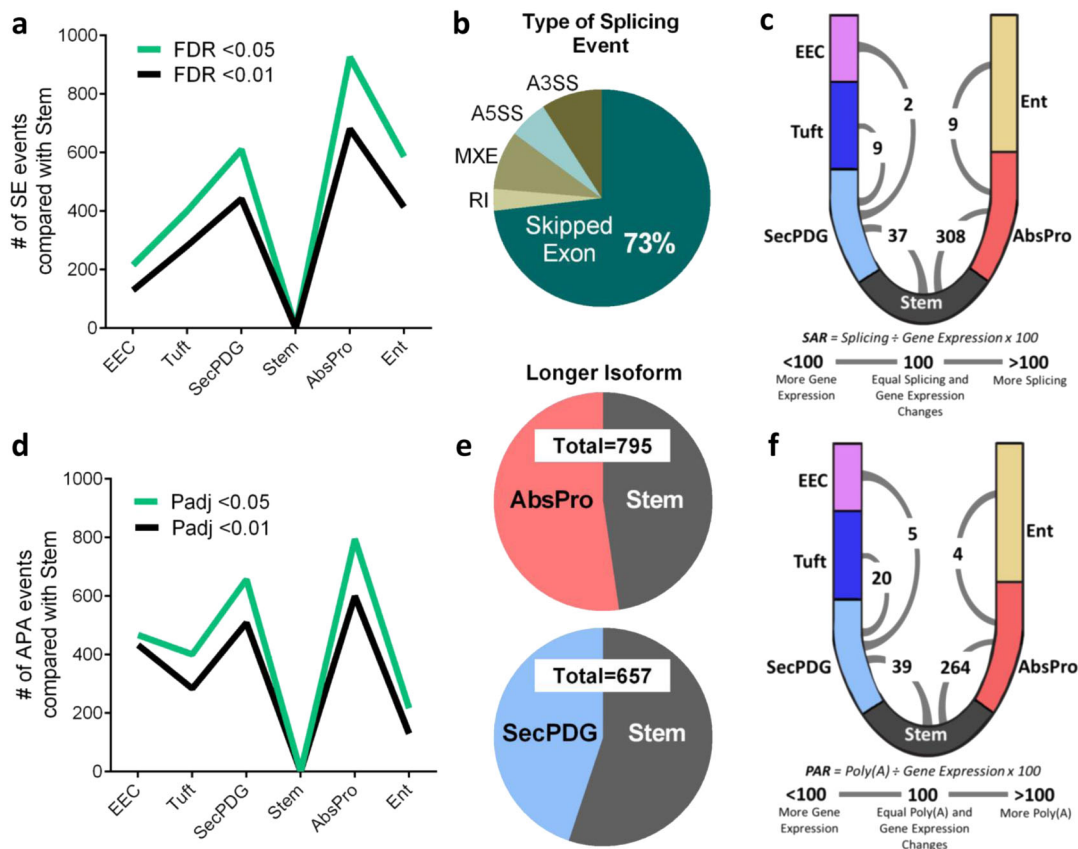 a
1000
800
600
400
200
0
# of SE events
compared with Stem
FDR <0.05
FDR <0.01
EEC
Tuft
SecPDG
Stem
AbsPro
Ent
b
Type of Splicing
Event
A3SS
A5SS
MXE
RI
Skipped
Exon
73%
c
EEC
Tuft
SecPDG
Stem
AbsPro
Ent
2
9
9
37
308
SAR = Splicing ÷ Gene Expression x 100
<100
100
>100
More Gene
Expression
Equal Splicing and
Gene Expression
Changes
More Splicing
d
1000
800
600
400
200
0
# of APA events
compared with Stem
Padj <0.05
Padj <0.01
EEC
Tuft
SecPDG
Stem
AbsPro
Ent
e
Longer Isoform
Total=795
AbsPro
Stem
Total=657
SecPDG
Stem
f
EEC
Tuft
SecPDG
Stem
AbsPro
Ent
5
4
20
39
264
PAR = Poly(A) ÷ Gene Expression x 100
<100
100
>100
More Gene
Expression
Equal Poly(A) and
Gene Expression
Changes
More Poly(A)